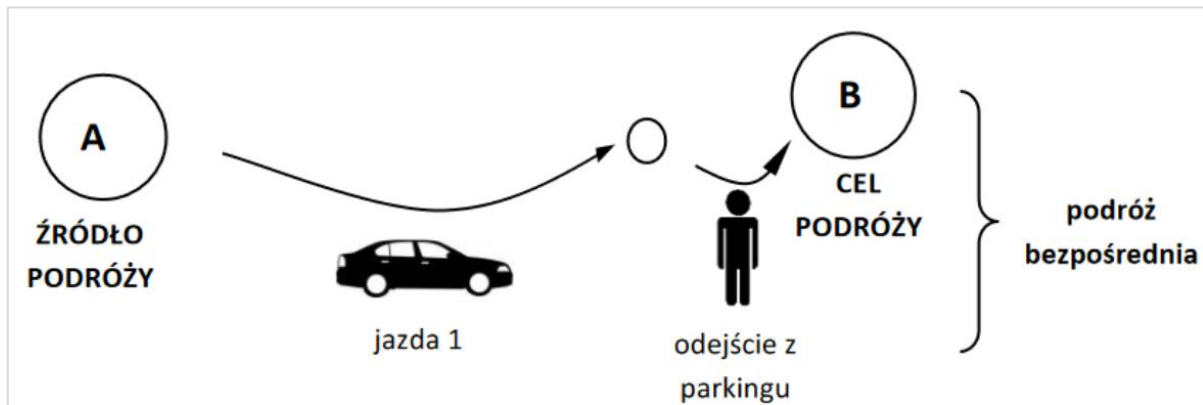 A
ŹRÓDŁO
PODRÓŻY
jazda 1
odejście z
parkingu
B
CEL
PODRÓŻY
podróż
bezpośrednia